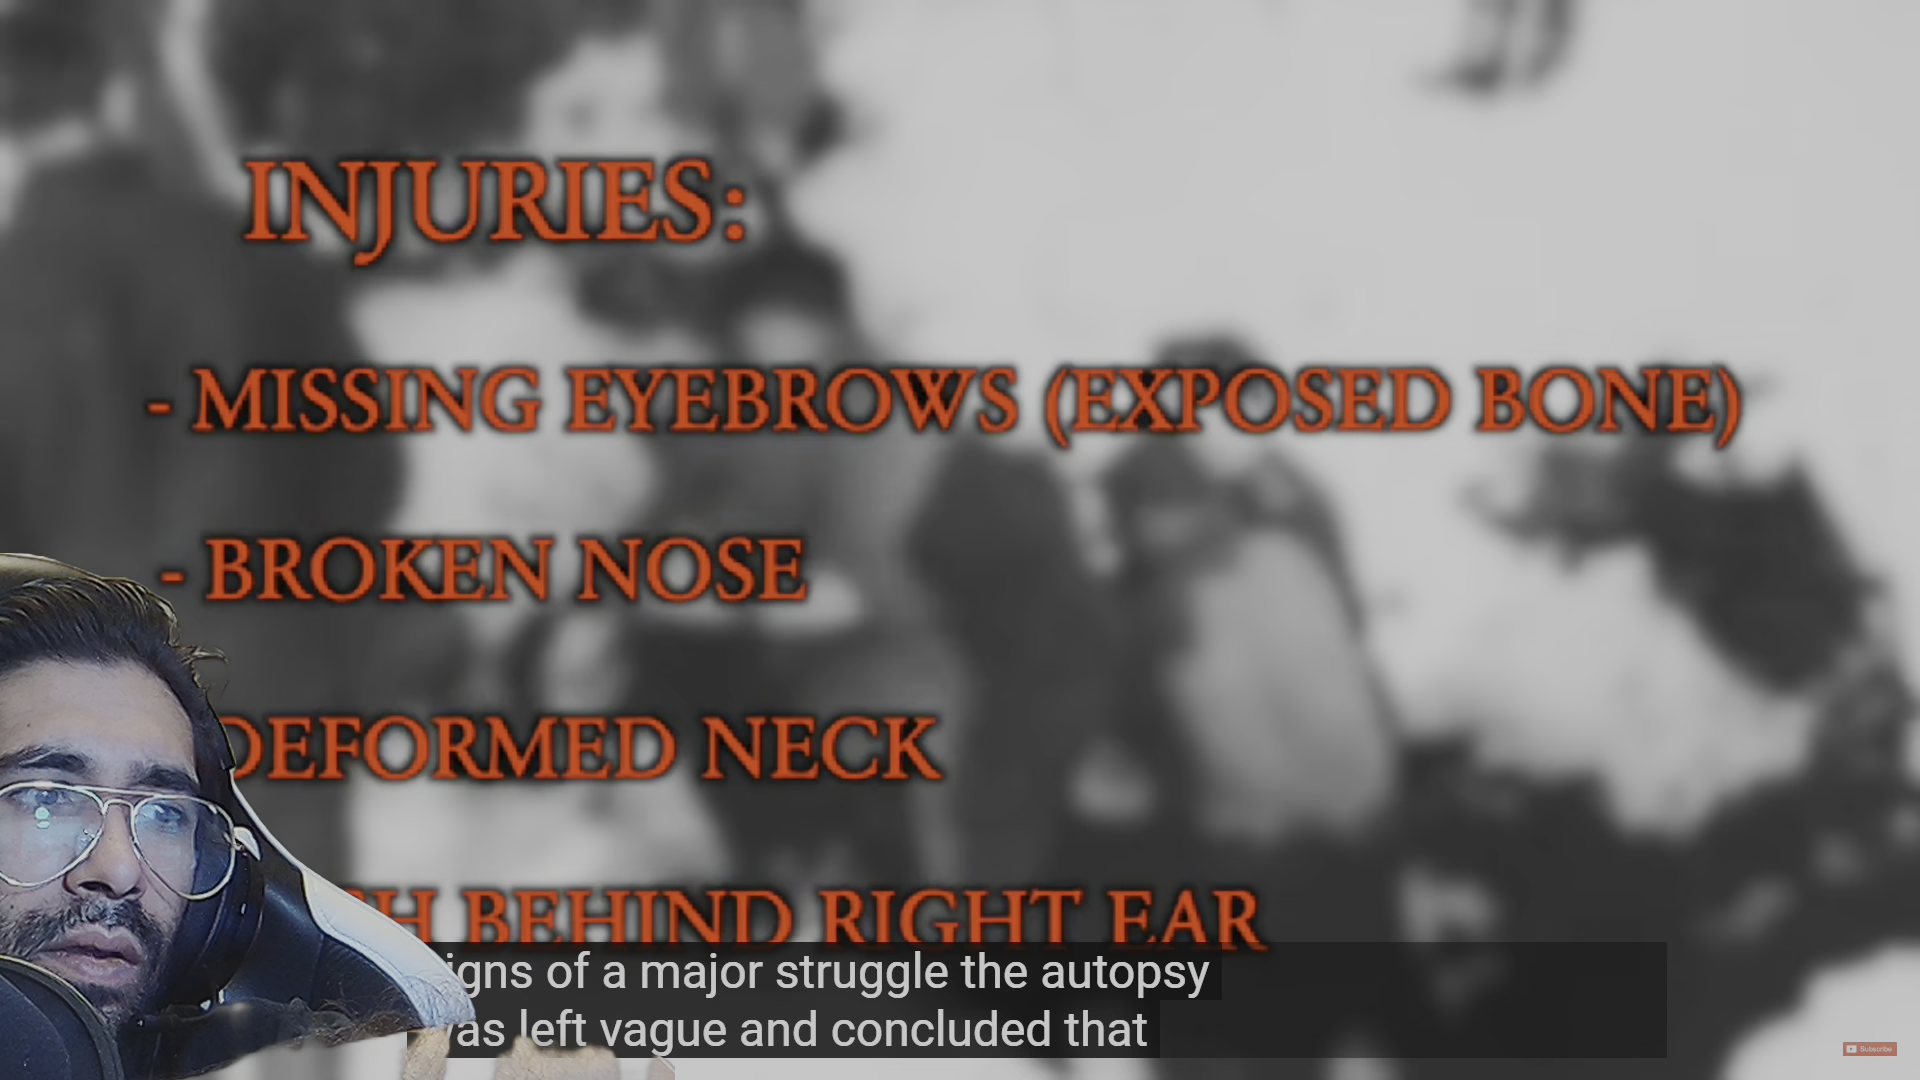 INJURIES:
- MISSING EYEBROWS (EXPOSED BONE)
- BROKEN NOSE
DEFORMED NECK
BEHIND RIGHT EAR
of a major struggle the autopsy
left vague and concluded that
Subscribe